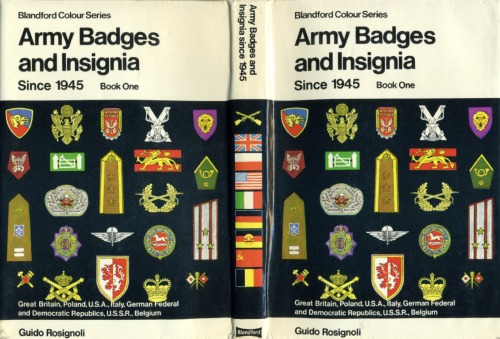 Blandford Colour Series
Army Badges
and Insignia
Since 1945 Book One
Great Britain, Poland, U.S.A., Italy, German Federal
and Democratic Republics, U.S.S.R., Belgium
Guido Rosignoli
Army Badges and
Insignia since 1945
Blandford
Blandford Colour Series
Army Badges
and Insignia
Since 1945 Book One
Great Britain, Poland, U.S.A., Italy, German Federal
and Democratic Republics, U.S.S.R., Belgium
Guido Rosignoli